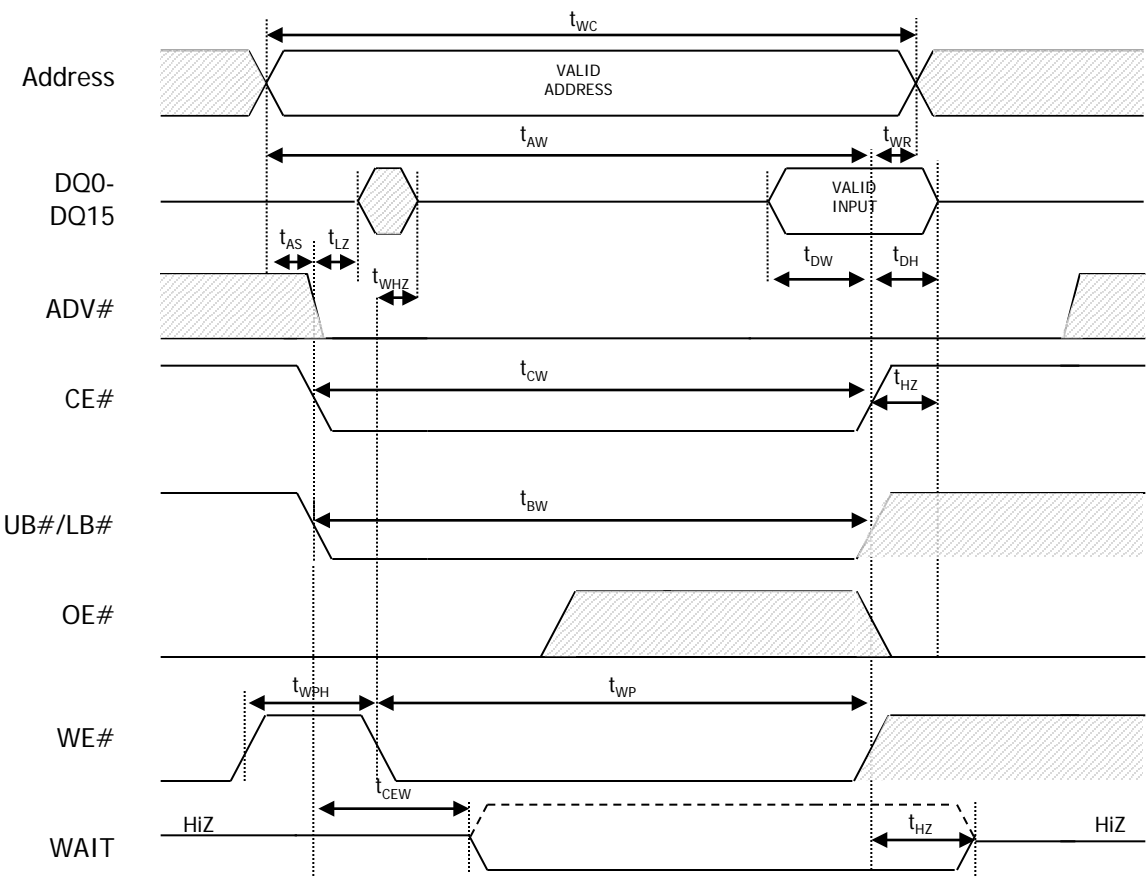 tWC
Address
VALID
ADDRESS
tAW
tWR
DQ0-
DQ15
VALID
INPUT
tAS
tLZ
tDW
tDH
tWHZ
ADV#
tCW
CE#
tHZ
tBW
UB#/LB#
OE#
tWPH
tWP
WE#
tCEW
HiZ
tHZ
HiZ
WAIT